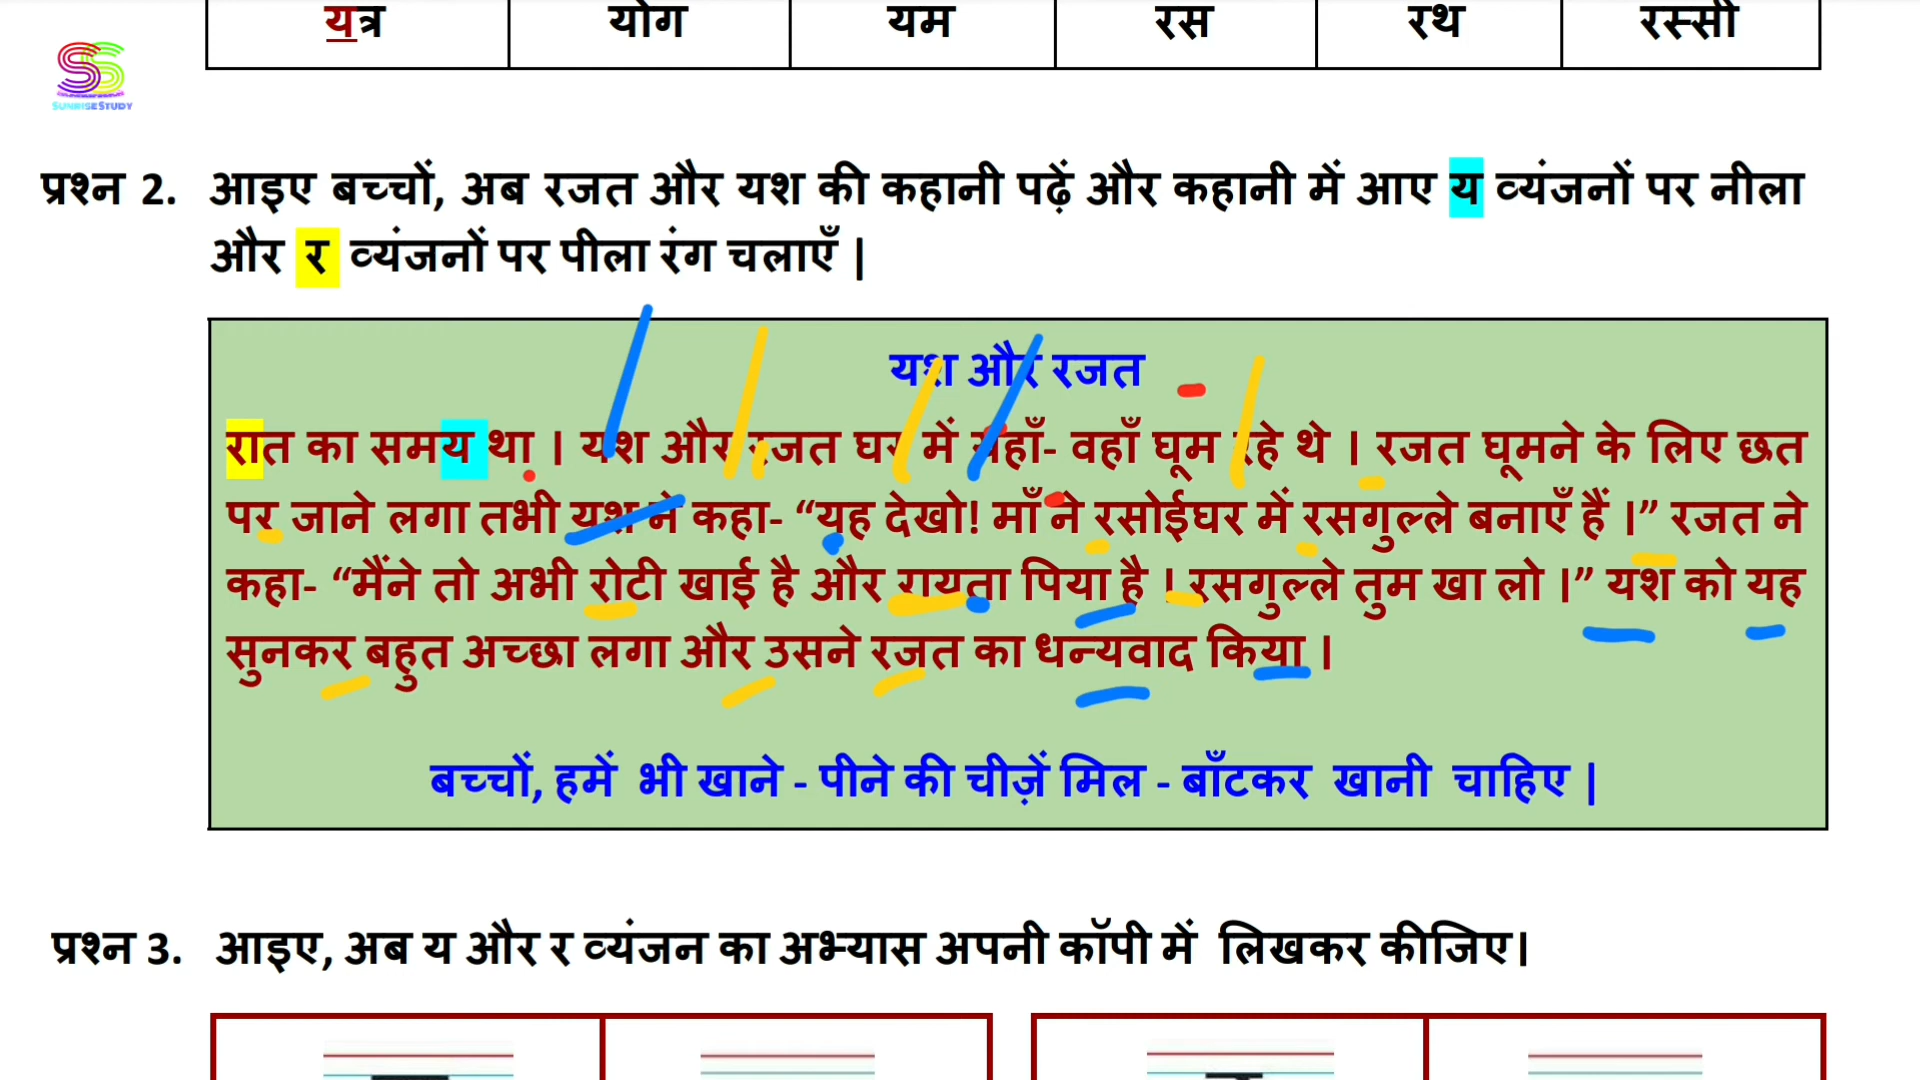 यत्र योग यम रस रथ रस्सी
SUNRISE STUDY
प्रश्न 2. आइए बच्चों, अब रजत और यश की कहानी पढ़ें और कहानी में आए य व्यंजनों पर नीला
और र व्यंजनों पर पीला रंग चलाएँ |
यश और रजत
रात का समय था । यश और रजत घर में यहाँ- वहाँ घूम रहे थे । रजत घूमने के लिए छत
पर जाने लगा तभी यश ने कहा- “यह देखो! माँ ने रसोईघर में रसगुल्ले बनाएँ हैं ।” रजत ने
कहा- “मैंने तो अभी रोटी खाई है और रायता पिया है । रसगुल्ले तुम खा लो ।” यश को यह
सुनकर बहुत अच्छा लगा और उसने रजत का धन्यवाद किया ।
बच्चों, हमें भी खाने - पीने की चीज़ें मिल - बाँटकर खानी चाहिए |
प्रश्न 3. आइए, अब य और र व्यंजन का अभ्यास अपनी कॉपी में लिखकर कीजिए।